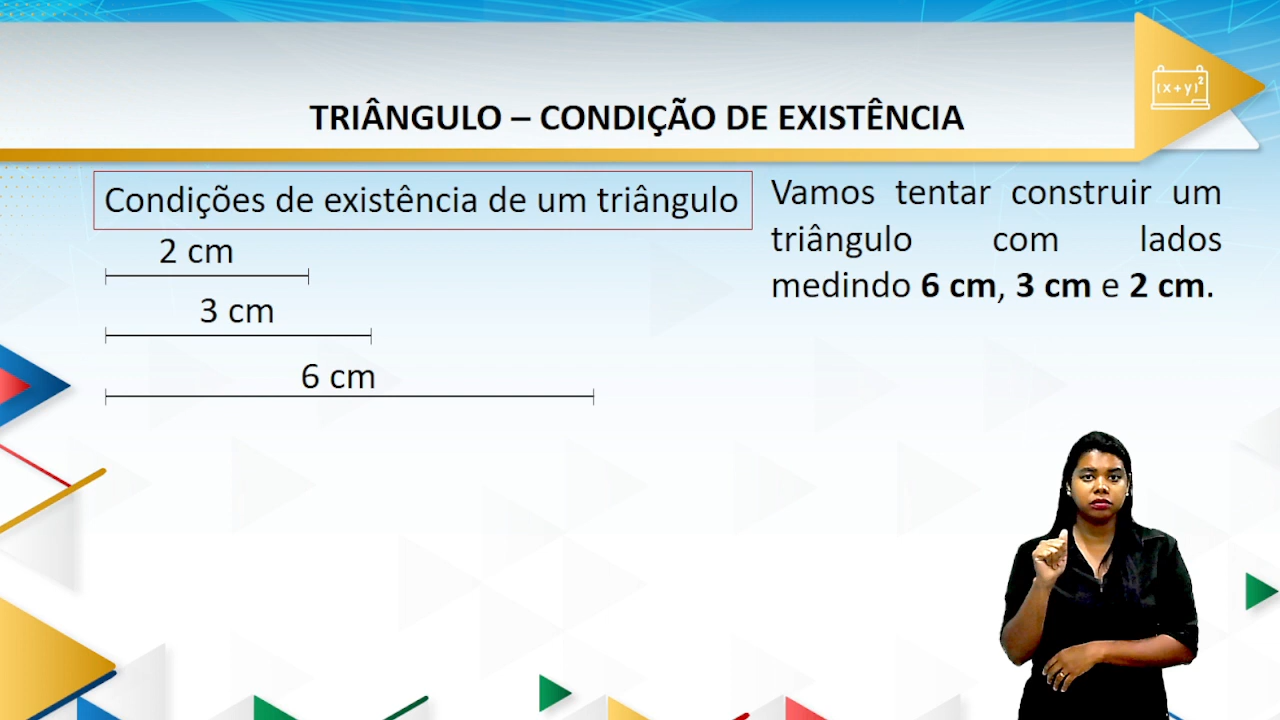 (x+y)²
TRIÂNGULO – CONDIÇÃO DE EXISTÊNCIA
Condições de existência de um triângulo
2 cm
3 cm
6 cm
Vamos tentar construir um
triângulo com lados
medindo 6 cm, 3 cm e 2 cm.